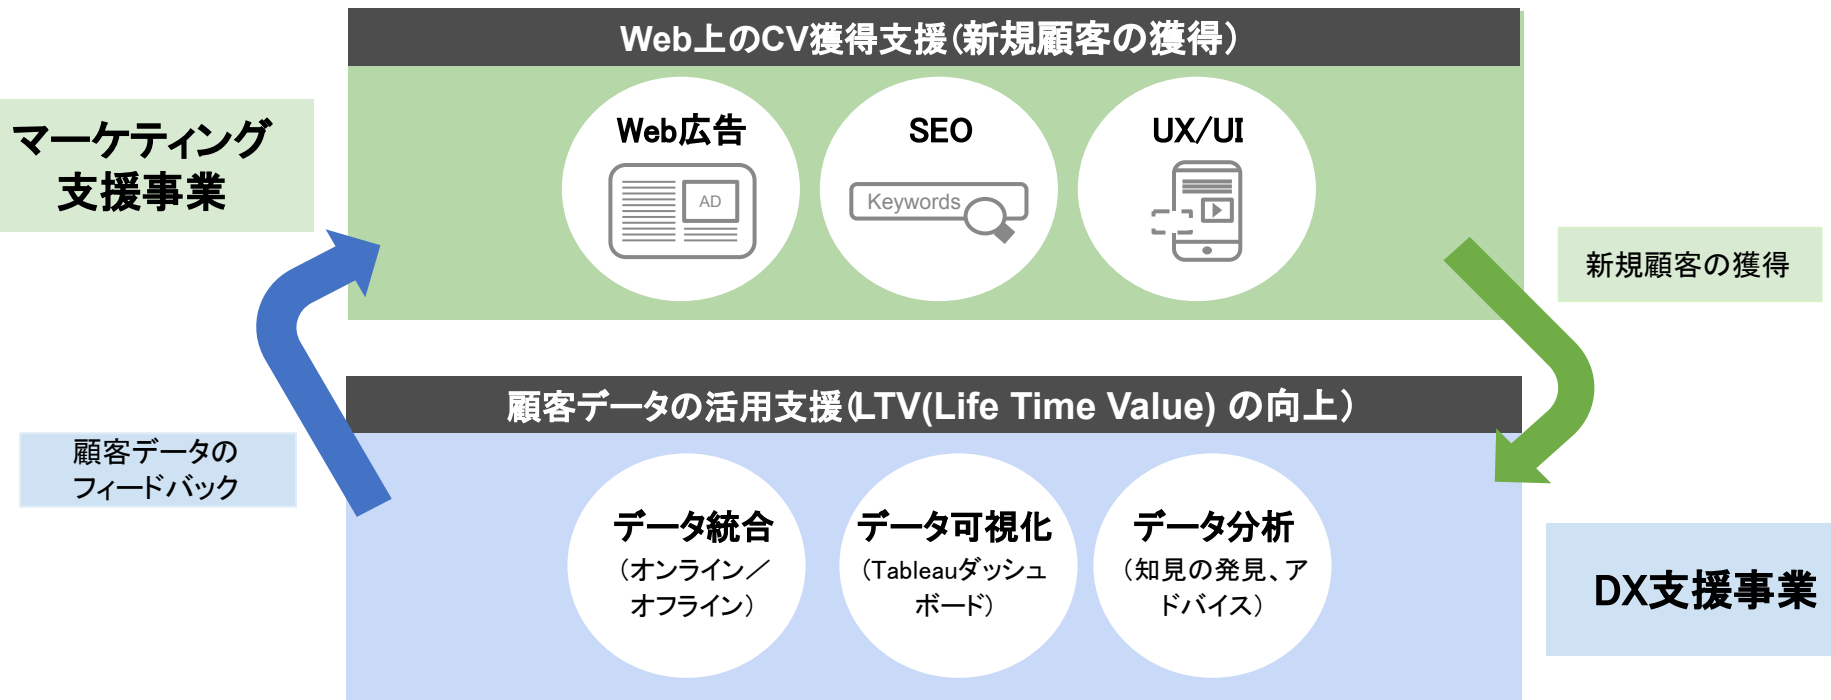 Web上のCV獲得支援（新規顧客の獲得）
マーケティング
支援事業
Web広告
SEO
UX/UI
AD
Keywords
新規顧客の獲得
顧客データの活用支援（LTV(Life Time Value) の向上）
顧客データの
フィードバック
データ統合
（オンライン／
オフライン）
データ可視化
（Tableauダッシュ
ボード）
データ分析
（知見の発見、ア
ドバイス）
DX支援事業